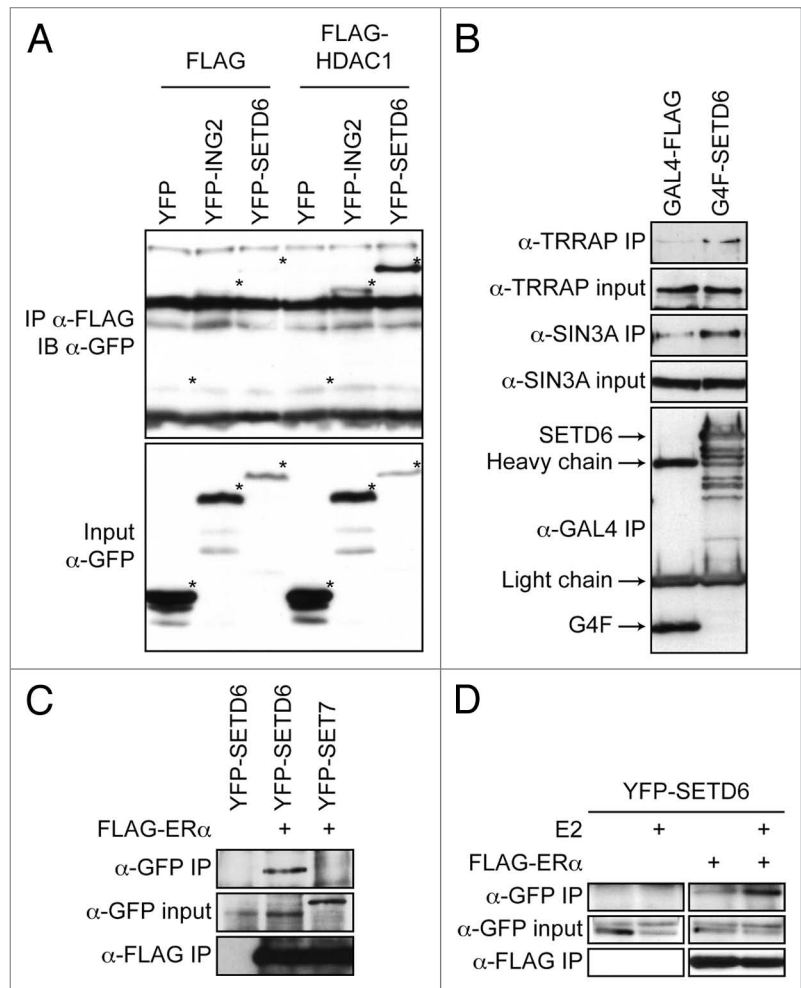 A
FLAG
FLAG-
HDAC1
YFP
YFP-ING2
YFP-SETD6
YFP
YFP-ING2
YFP-SETD6
IP α-FLAG
IB α-GFP
*
*
*
*
*
*
Input
α-GFP
*
*
*
*
*
*
B
GAL4-FLAG
G4F-SETD6
α-TRRAP IP
α-TRRAP input
α-SIN3A IP
α-SIN3A input
SETD6→
Heavy chain→
α-GAL4 IP
Light chain→
G4F→
C
YFP-SETD6
YFP-SETD6
YFP-SET7
FLAG-ERα + +
α-GFP IP
α-GFP input
α-FLAG IP
D
YFP-SETD6
E2 + +
FLAG-ERα + +
α-GFP IP
α-GFP input
α-FLAG IP